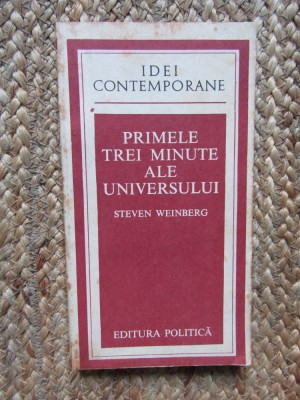 IDEI
CONTEMPORANE
PRIMELE
TREI MINUTE
ALE
UNIVERSULUI
STEVEN WEINBERG
EDITURA POLITICĂ